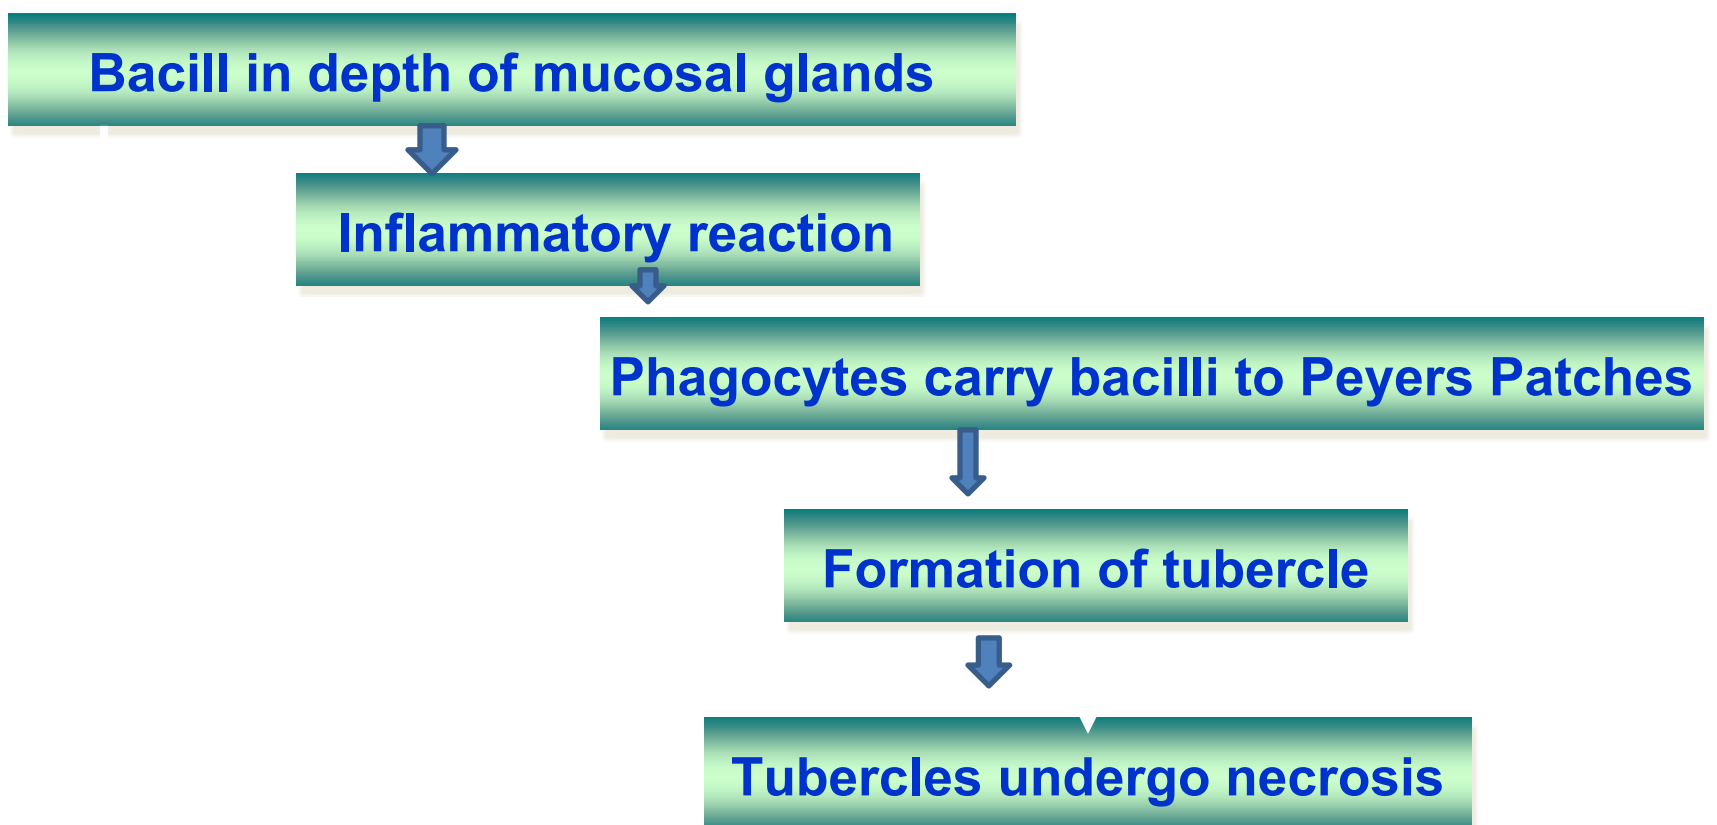 Bacill in depth of mucosal glands
Inflammatory reaction
Phagocytes carry bacilli to Peyers Patches
Formation of tubercle
Tubercles undergo necrosis